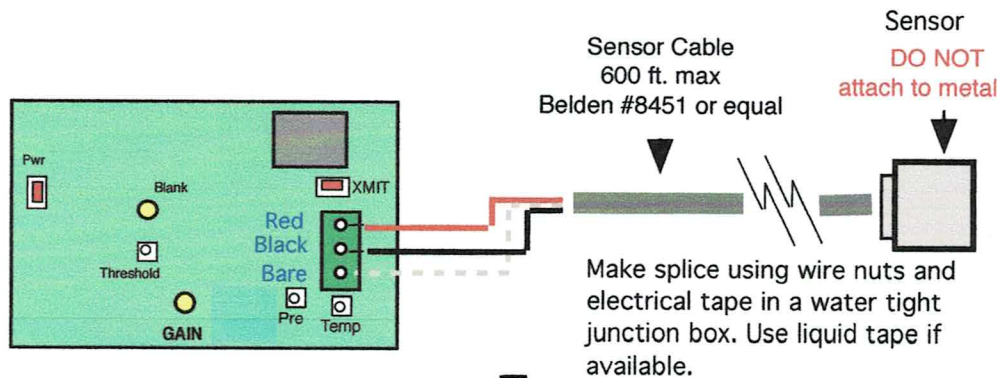 Sensor
DO NOT
attach to metal
Sensor Cable
600 ft. max
Belden #8451 or equal
Pwr
Blank
XMIT
Red
Black
Bare
Threshold
GAIN
Pre
Temp
Make splice using wire nuts and
electrical tape in a water tight
junction box. Use liquid tape if
available.